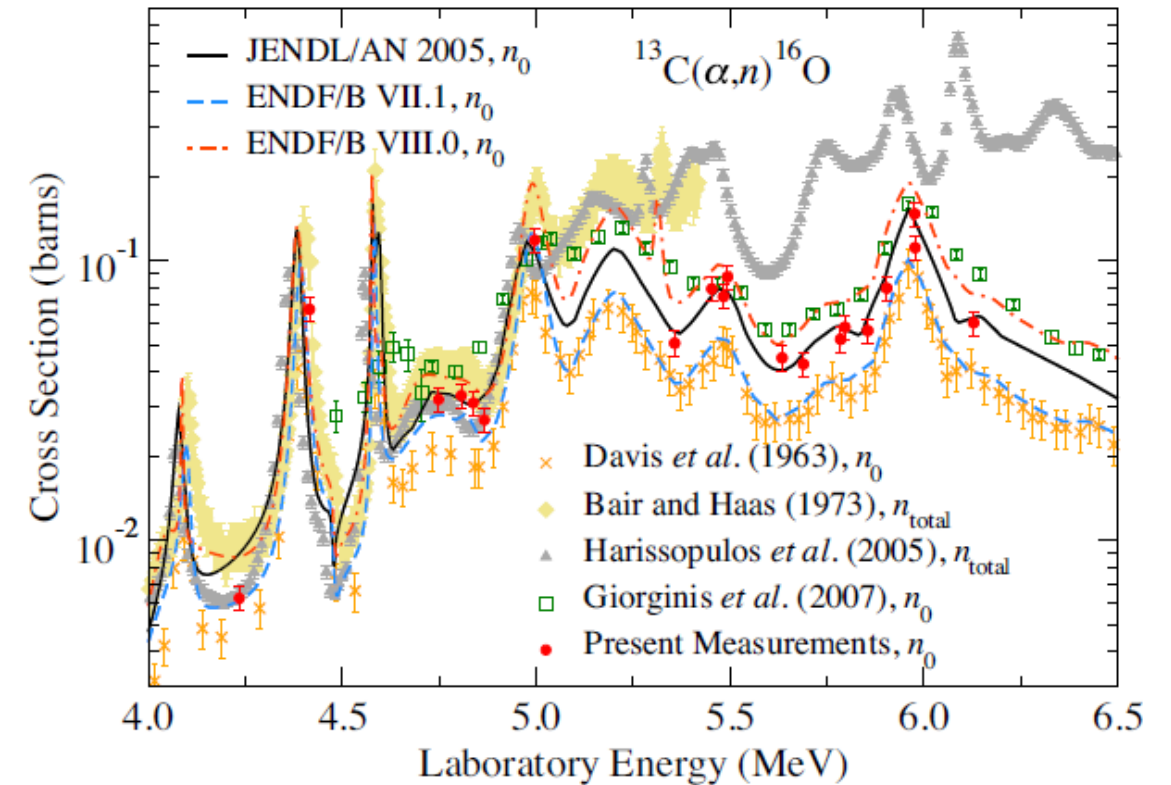 JENDL/AN 2005, n₀
ENDF/B VII.1, n₀
ENDF/B VIII.0, n₀
¹³C(α,n)¹⁶O
Cross Section (barns)
10⁻¹
10⁻²
Davis et al. (1963), n₀
Bair and Haas (1973), n_total
Harissopulos et al. (2005), n_total
Giorginis et al. (2007), n₀
Present Measurements, n₀
4.0 4.5 5.0 5.5 6.0 6.5
Laboratory Energy (MeV)